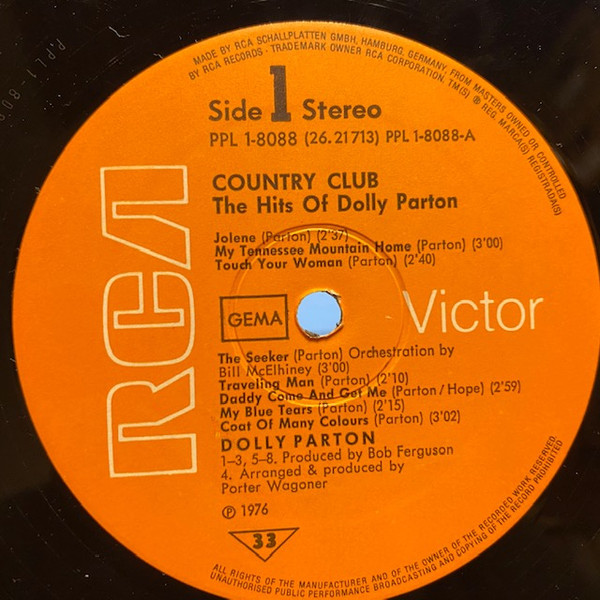 MADE BY RCA SCHALLPLATTEN GMBH, HAMBURG, GERMANY, FROM MASTERS OWNED OR CONTROLLED
BY RCA RECORDS · TRADEMARK OWNER RCA CORPORATION, TM(S) ® REG. MARCA(S) REGISTRADA(S)
Side 1 Stereo
PPL 1-8088 (26.21713) PPL 1-8088-A
COUNTRY CLUB
The Hits Of Dolly Parton
Jolene (Parton) (2'37)
My Tennessee Mountain Home (Parton) (3'00)
Touch Your Woman (Parton) (2'40)
RCA
GEMA
Victor
The Seeker (Parton) Orchestration by
Bill McElhiney (3'00)
Traveling Man (Parton) (2'10)
Daddy Come And Get Me (Parton/Hope) (2'59)
My Blue Tears (Parton) (2'15)
Coat Of Many Colours (Parton) (3'02)
DOLLY PARTON
1-3, 5-8. Produced by Bob Ferguson
4. Arranged & produced by
Porter Wagoner
℗ 1976
33
ALL RIGHTS OF THE MANUFACTURER AND OF THE OWNER OF THE RECORDED WORK RESERVED.
UNAUTHORISED PUBLIC PERFORMANCE BROADCASTING AND COPYING OF THE RECORD PROHIBITED